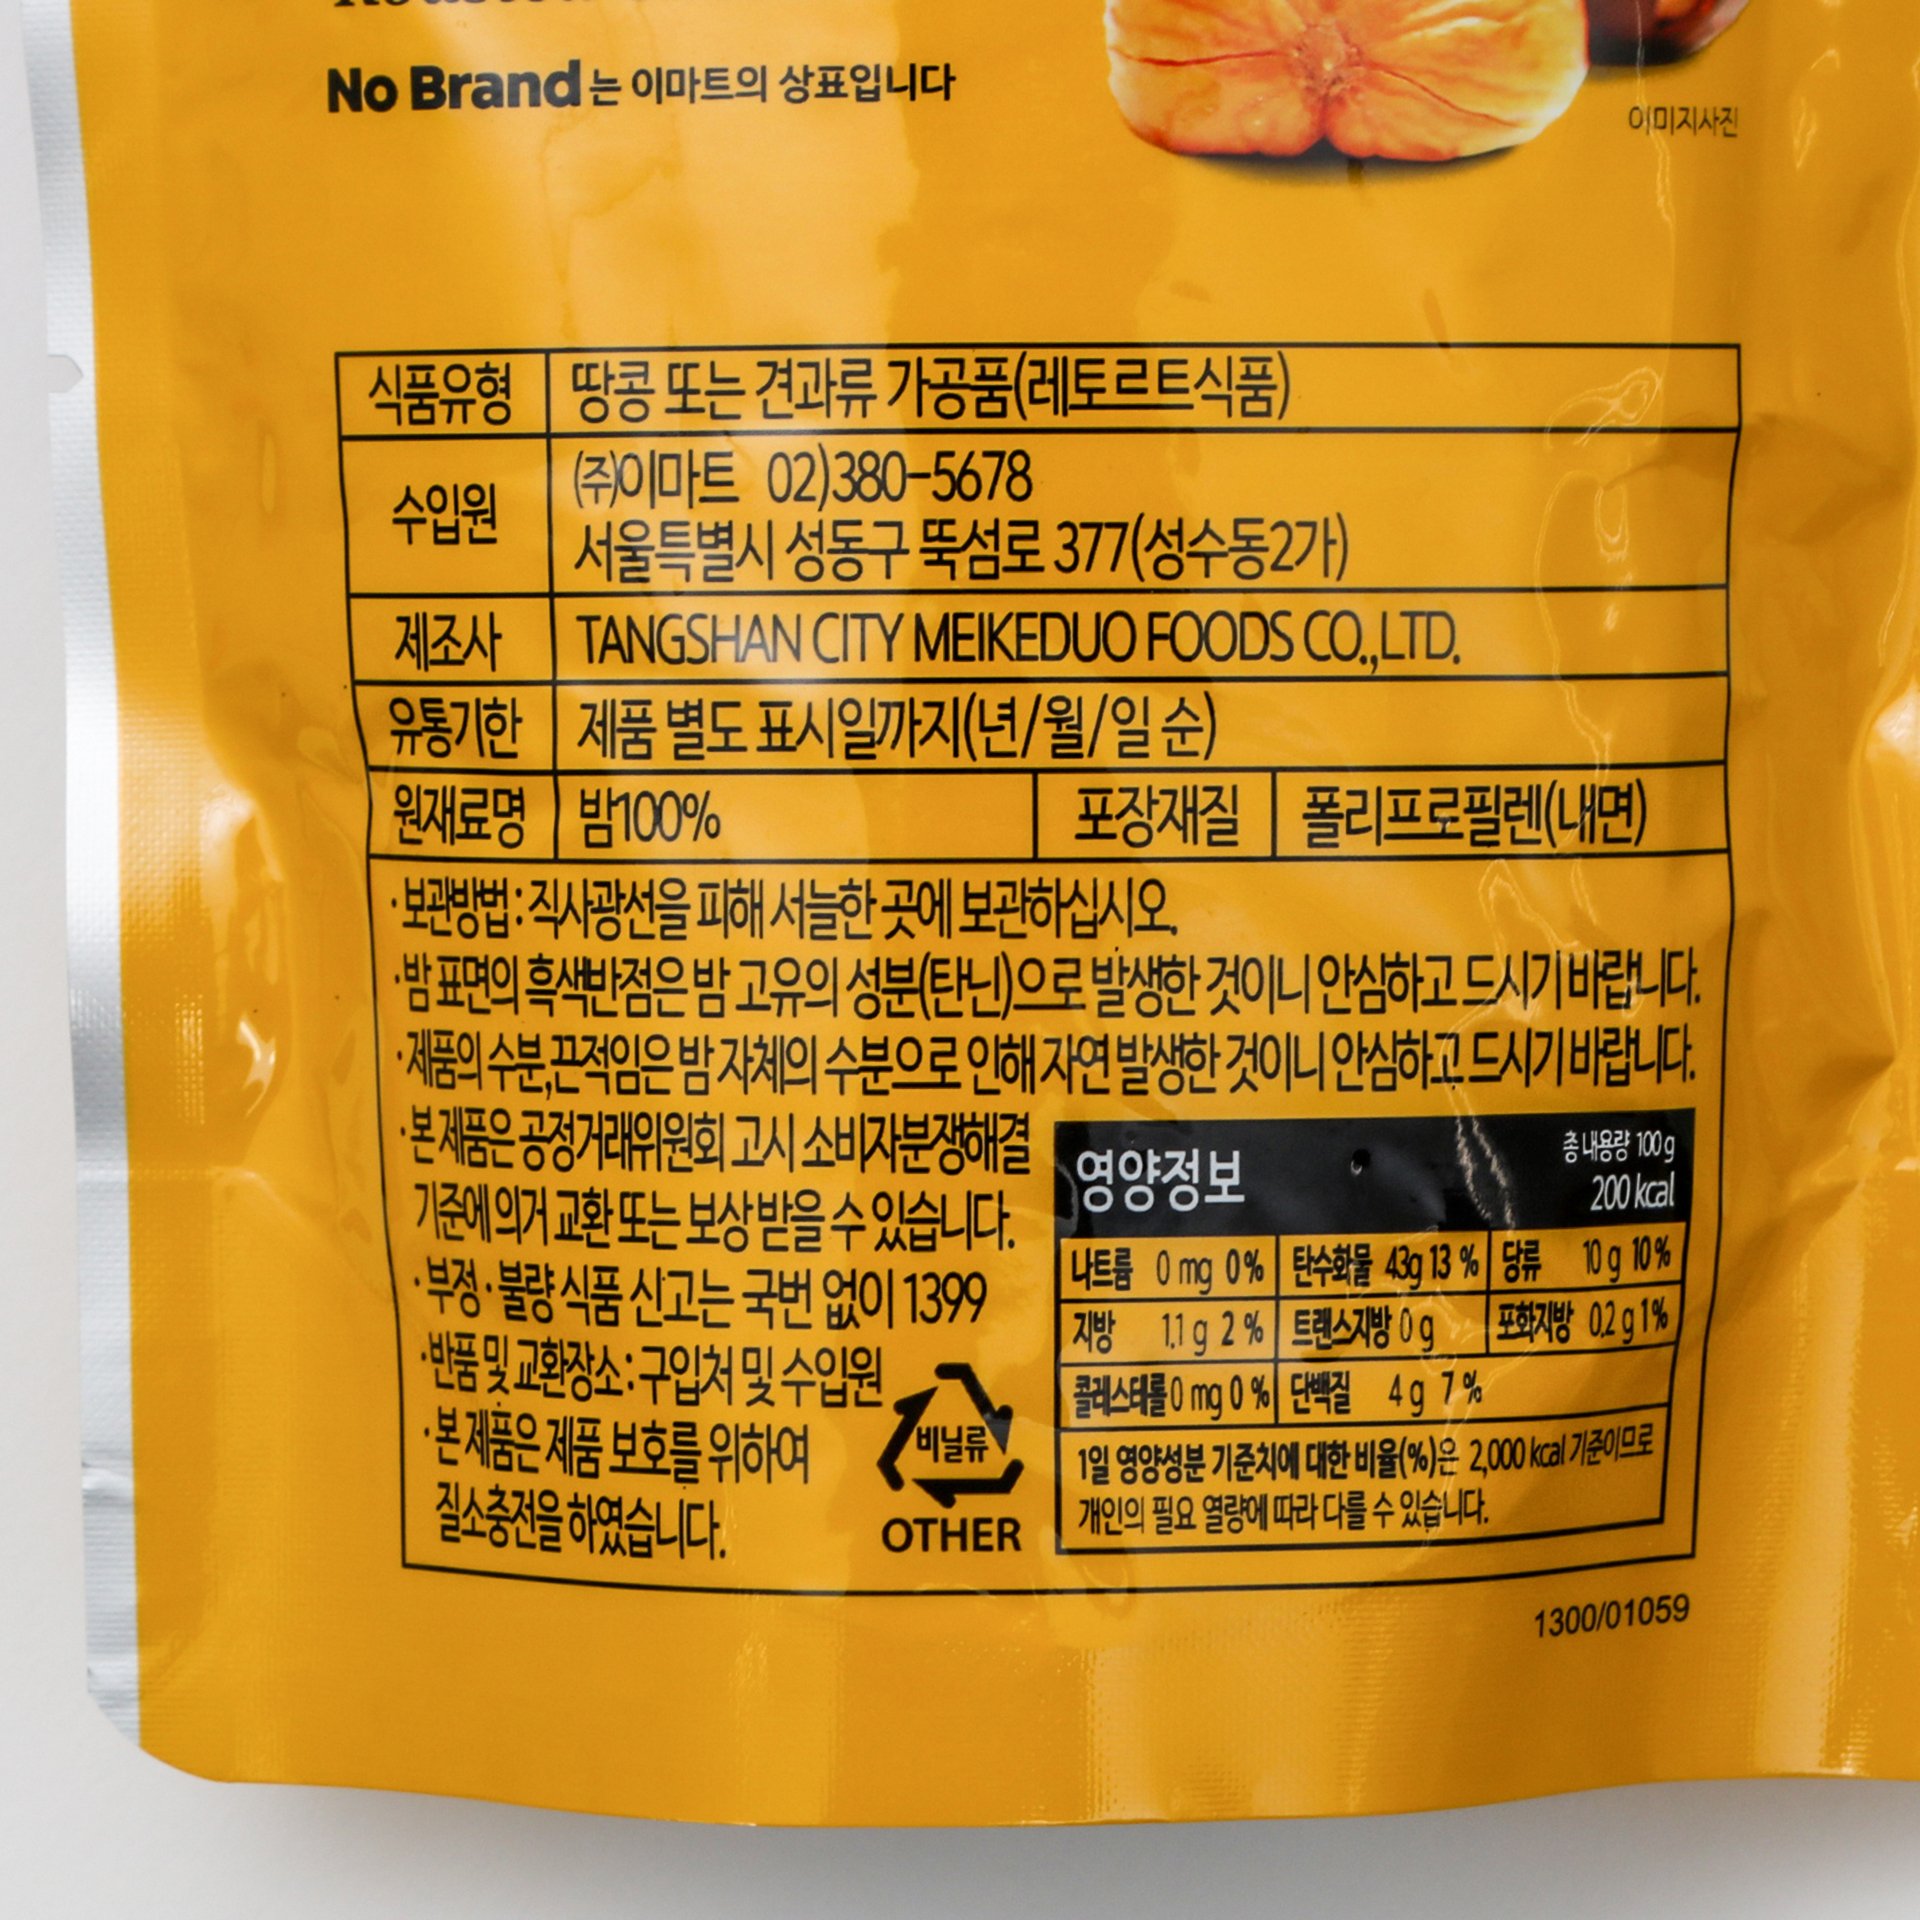 No Brand는 이마트의 상표입니다
이미지사진
식품유형 땅콩 또는 견과류 가공품(레토르트식품)
수입원 (주)이마트 02)380-5678
서울특별시 성동구 뚝섬로 377(성수동2가)
제조사 TANGSHAN CITY MEIKEDUO FOODS CO.,LTD.
유통기한 제품 별도 표시일까지(년/월/일 순)
원재료명 밤100% 포장재질 폴리프로필렌(내면)
·보관방법 : 직사광선을 피해 서늘한 곳에 보관하십시오.
·밤 표면의 흑색반점은 밤 고유의 성분(탄닌)으로 발생한 것이니 안심하고 드시기 바랍니다.
·제품의 수분,끈적임은 밤 자체의 수분으로 인해 자연 발생한 것이니 안심하고 드시기 바랍니다.
·본 제품은 공정거래위원회 고시 소비자분쟁해결
기준에 의거 교환 또는 보상 받을 수 있습니다.
·부정·불량 식품 신고는 국번 없이 1399
·반품 및 교환장소 : 구입처 및 수입원
·본 제품은 제품 보호를 위하여
질소충전을 하였습니다.
비닐류
OTHER
영양정보 총 내용량 100 g
200 kcal
나트륨 0 mg 0% 탄수화물 43g 13 % 당류 10 g 10 %
지방 1.1 g 2 % 트랜스지방 0 g 포화지방 0.2 g 1 %
콜레스테롤 0 mg 0 % 단백질 4 g 7 %
1일 영양성분 기준치에 대한 비율(%)은 2,000 kcal 기준이므로
개인의 필요 열량에 따라 다를 수 있습니다.
1300/01059